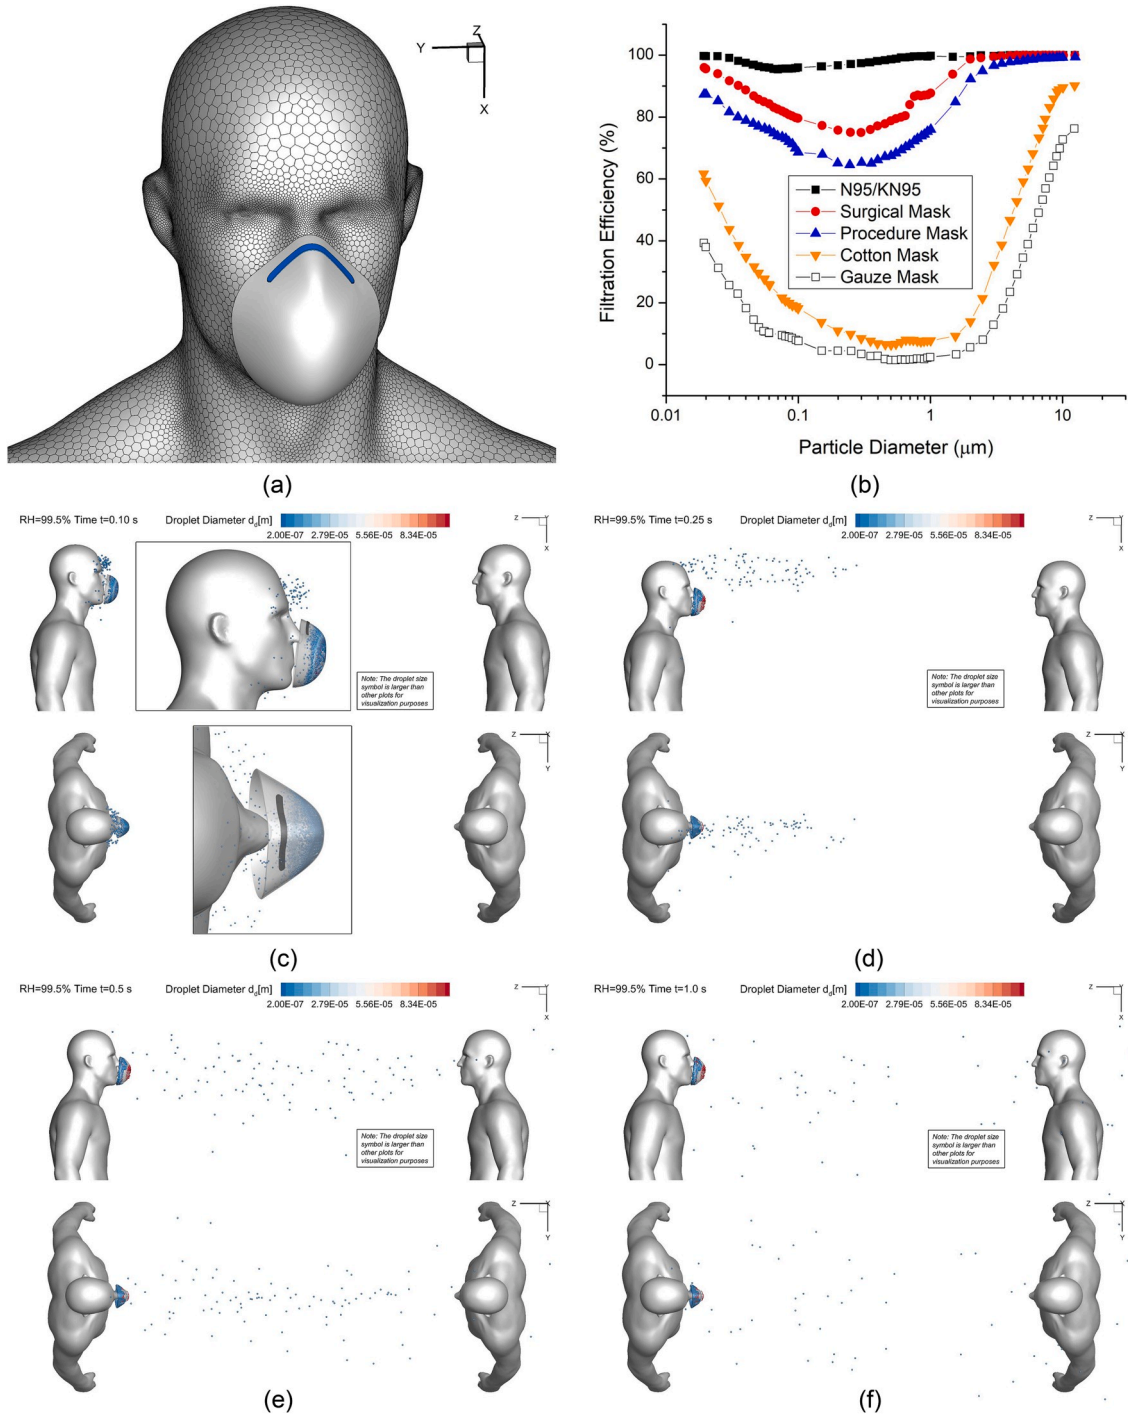 Z
Y
X
(a)
100
80
60
40
20
0
Filtration Efficiency (%)
N95/KN95
Surgical Mask
Procedure Mask
Cotton Mask
Gauze Mask
0.01
0.1
1
10
Particle Diameter (μm)
(b)
RH=99.5% Time t=0.10 s
Droplet Diameter dd[m]
2.00E-07 2.79E-05 5.56E-05 8.34E-05
Z
X
Note: The droplet size
symbol is larger than
other plots for
visualization purposes
Z
X
Y
(c)
RH=99.5% Time t=0.25 s
Droplet Diameter dd[m]
2.00E-07 2.79E-05 5.56E-05 8.34E-05
Z
X
Note: The droplet size
symbol is larger than
other plots for
visualization purposes
Z
X
Y
(d)
RH=99.5% Time t=0.5 s
Droplet Diameter dd[m]
2.00E-07 2.79E-05 5.56E-05 8.34E-05
Z
X
Note: The droplet size
symbol is larger than
other plots for
visualization purposes
Z
X
Y
(e)
RH=99.5% Time t=1.0 s
Droplet Diameter dd[m]
2.00E-07 2.79E-05 5.56E-05 8.34E-05
Z
X
Note: The droplet size
symbol is larger than
other plots for
visualization purposes
Z
X
Y
(f)